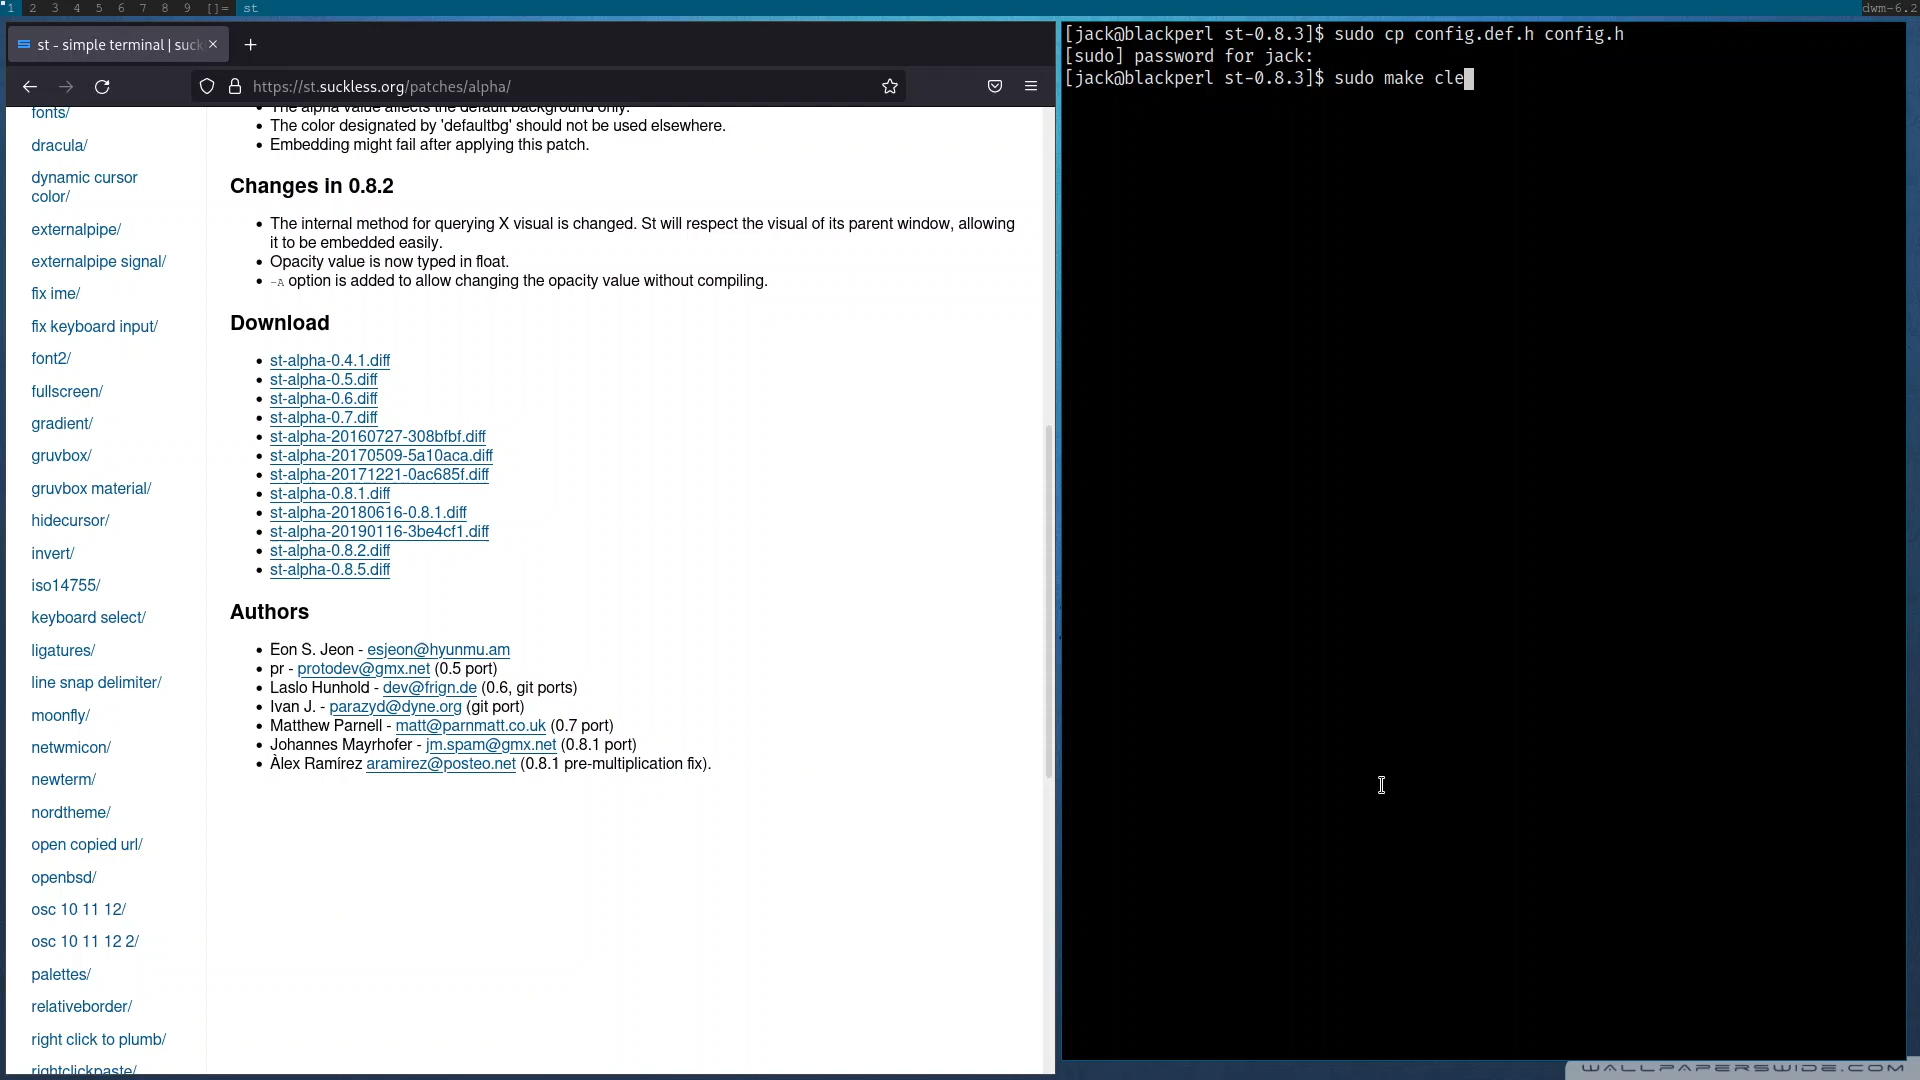 1 2 3 4 5 6 7 8 9 []= st dwm-6.2
st - simple terminal | suck
https://st.suckless.org/patches/alpha/
fonts/
dracula/
dynamic cursor
color/
externalpipe/
externalpipe signal/
fix ime/
fix keyboard input/
font2/
fullscreen/
gradient/
gruvbox/
gruvbox material/
hidecursor/
invert/
iso14755/
keyboard select/
ligatures/
line snap delimiter/
moonfly/
netwmicon/
newterm/
nordtheme/
open copied url/
openbsd/
osc 10 11 12/
osc 10 11 12 2/
palettes/
relativeborder/
right click to plumb/
rightclickpaste/
The alpha value affects the default background only.
The color designated by 'defaultbg' should not be used elsewhere.
Embedding might fail after applying this patch.
Changes in 0.8.2
The internal method for querying X visual is changed. St will respect the visual of its parent window, allowing
it to be embedded easily.
Opacity value is now typed in float.
-A option is added to allow changing the opacity value without compiling.
Download
st-alpha-0.4.1.diff
st-alpha-0.5.diff
st-alpha-0.6.diff
st-alpha-0.7.diff
st-alpha-20160727-308bfbf.diff
st-alpha-20170509-5a10aca.diff
st-alpha-20171221-0ac685f.diff
st-alpha-0.8.1.diff
st-alpha-20180616-0.8.1.diff
st-alpha-20190116-3be4cf1.diff
st-alpha-0.8.2.diff
st-alpha-0.8.5.diff
Authors
Eon S. Jeon - esjeon@hyunmu.am
pr - protodev@gmx.net (0.5 port)
Laslo Hunhold - dev@frign.de (0.6, git ports)
Ivan J. - parazyd@dyne.org (git port)
Matthew Parnell - matt@parnmatt.co.uk (0.7 port)
Johannes Mayrhofer - jm.spam@gmx.net (0.8.1 port)
Àlex Ramírez aramirez@posteo.net (0.8.1 pre-multiplication fix).
[jack@blackperl st-0.8.3]$ sudo cp config.def.h config.h
[sudo] password for jack:
[jack@blackperl st-0.8.3]$ sudo make cle
WALLPAPERSWIDE.COM